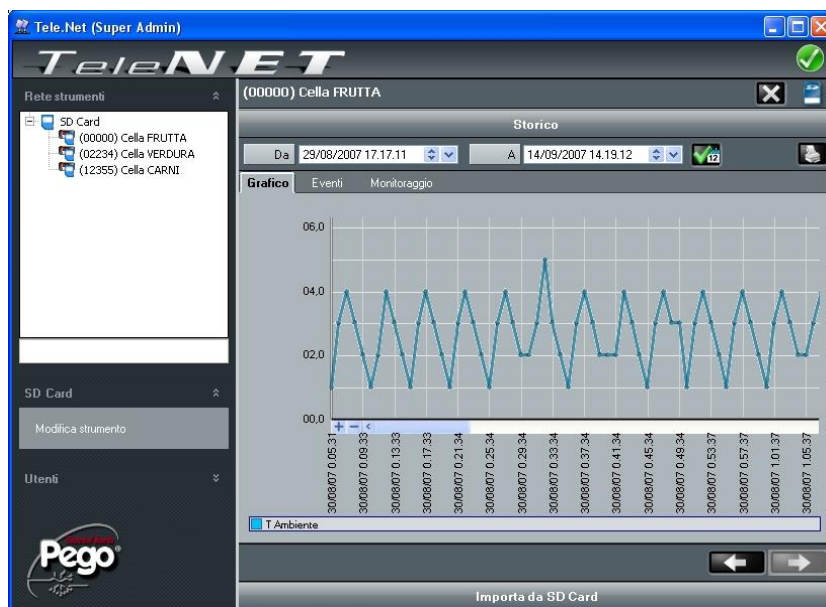 Tele.Net (Super Admin)
TeleNET
Rete strumenti
SD Card
(00000) Cella FRUTTA
(02234) Cella VERDURA
(12355) Cella CARNI
SD Card
Modifica strumento
Utenti
Pego
(00000) Cella FRUTTA
Storico
Da 29/08/2007 17.17.11 A 14/09/2007 14.19.12 12
Grafico Eventi Monitoraggio
06,0
04,0
02,0
00,0
30/08/07 0.05.31
30/08/07 0.09.33
30/08/07 0.13.33
30/08/07 0.17.33
30/08/07 0.21.34
30/08/07 0.25.34
30/08/07 0.29.34
30/08/07 0.33.34
30/08/07 0.37.34
30/08/07 0.41.34
30/08/07 0.45.34
30/08/07 0.49.34
30/08/07 0.53.37
30/08/07 0.57.37
30/08/07 1.01.37
30/08/07 1.05.37
T Ambiente
Importa da SD Card